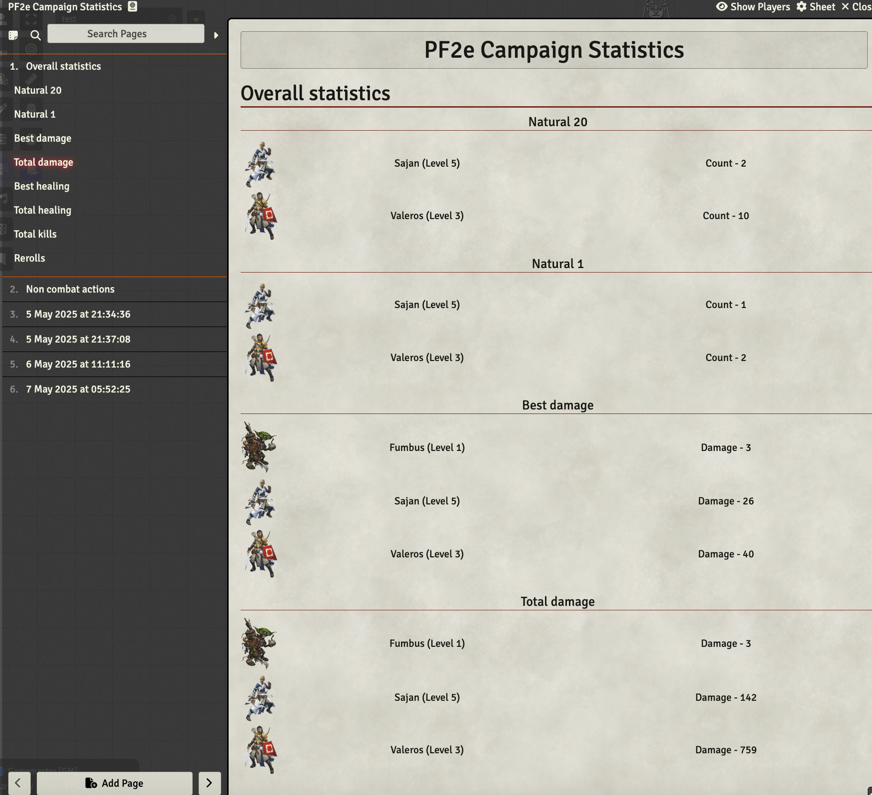 PF2e Campaign Statistics
Show Players Sheet Clos
Search Pages
1. Overall statistics
Natural 20
Natural 1
Best damage
Total damage
Best healing
Total healing
Total kills
Rerolls
2. Non combat actions
3. 5 May 2025 at 21:34:36
4. 5 May 2025 at 21:37:08
5. 6 May 2025 at 11:11:16
6. 7 May 2025 at 05:52:25
Add Page
PF2e Campaign Statistics
Overall statistics
Natural 20
Sajan (Level 5) Count - 2
Valeros (Level 3) Count - 10
Natural 1
Sajan (Level 5) Count - 1
Valeros (Level 3) Count - 2
Best damage
Fumbus (Level 1) Damage - 3
Sajan (Level 5) Damage - 26
Valeros (Level 3) Damage - 40
Total damage
Fumbus (Level 1) Damage - 3
Sajan (Level 5) Damage - 142
Valeros (Level 3) Damage - 759